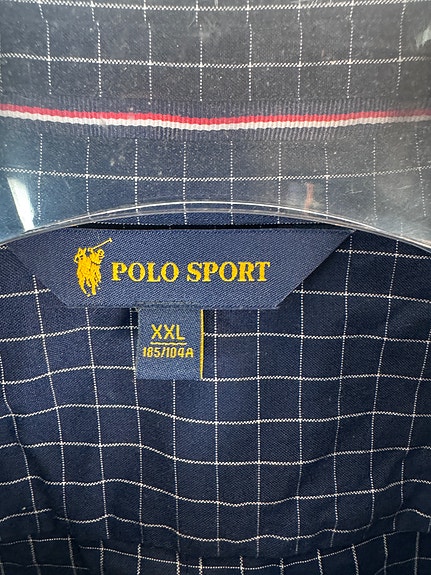 POLO SPORT
XXL
185/104A